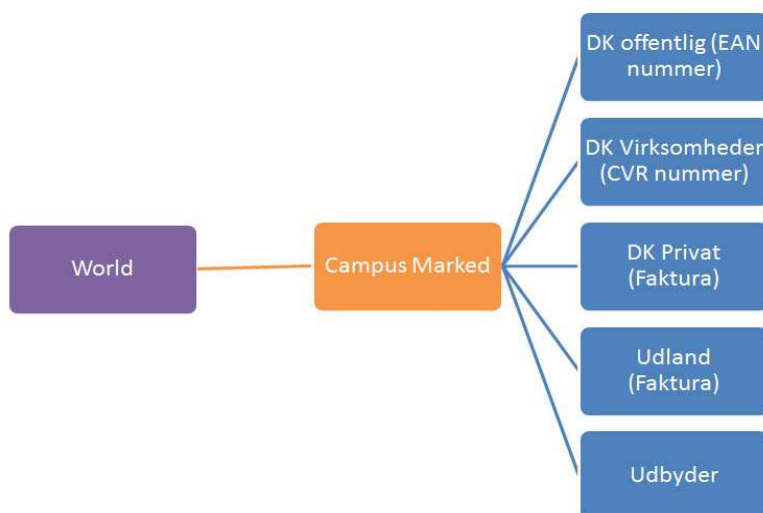 DK offentlig (EAN
nummer)
DK Virksomheder
(CVR nummer)
World
Campus Marked
DK Privat
(Faktura)
Udland
(Faktura)
Udbyder